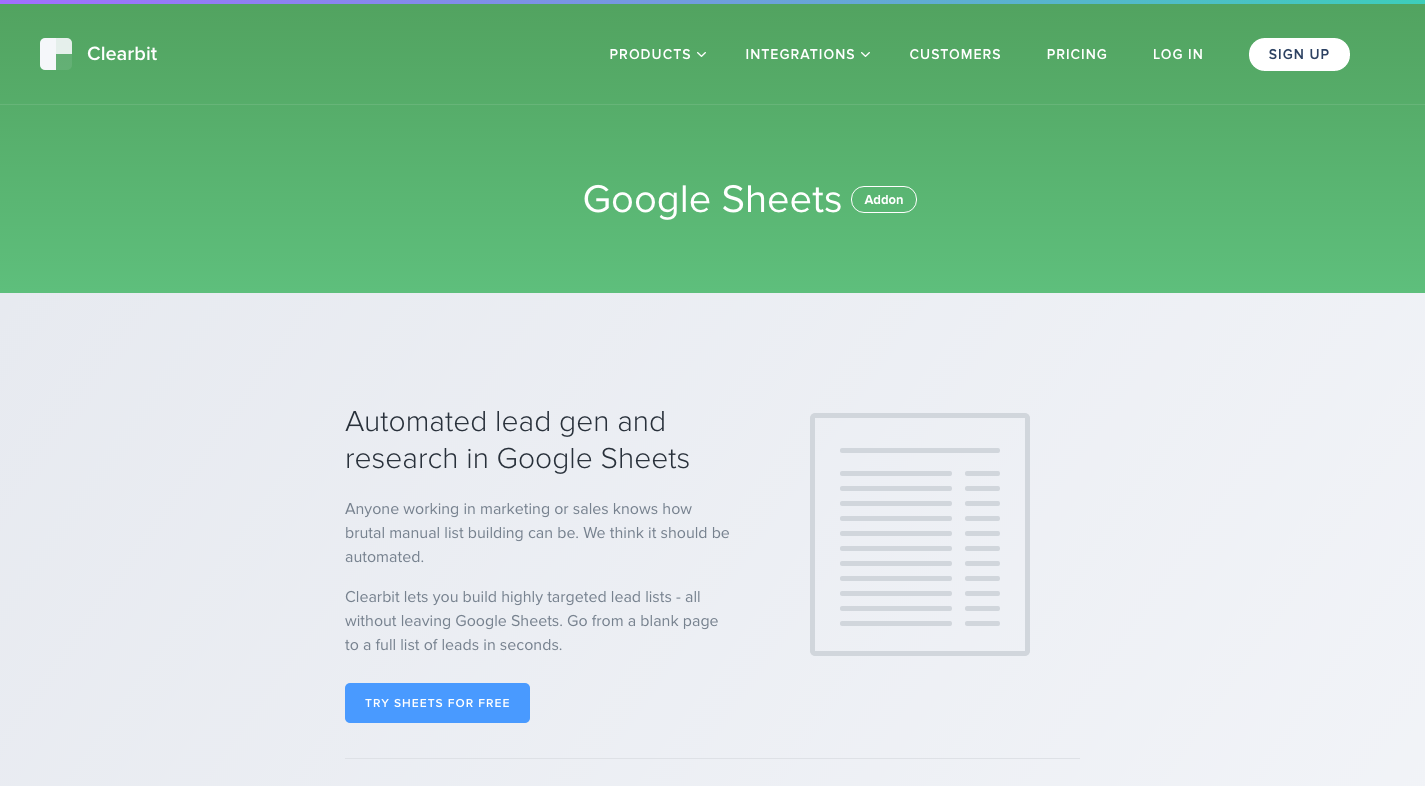 Clearbit
PRODUCTS
INTEGRATIONS
CUSTOMERS
PRICING
LOG IN
SIGN UP
Google Sheets
Addon
Automated lead gen and
research in Google Sheets
Anyone working in marketing or sales knows how
brutal manual list building can be. We think it should be
automated.
Clearbit lets you build highly targeted lead lists - all
without leaving Google Sheets. Go from a blank page
to a full list of leads in seconds.
TRY SHEETS FOR FREE